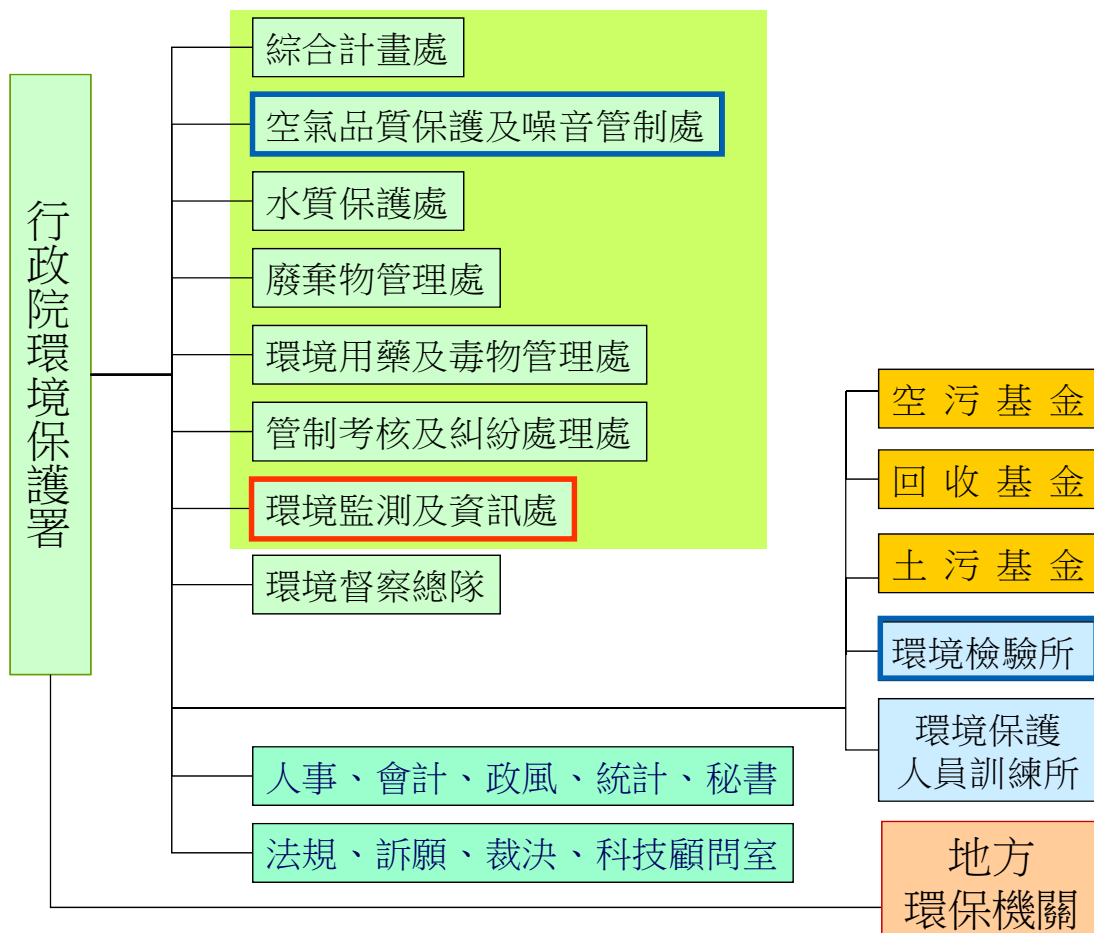 行政院環境保護署
綜合計畫處
空氣品質保護及噪音管制處
水質保護處
廢棄物管理處
環境用藥及毒物管理處
管制考核及糾紛處理處
環境監測及資訊處
環境督察總隊
人事、會計、政風、統計、秘書
法規、訴願、裁決、科技顧問室
空污基金
回收基金
土污基金
環境檢驗所
環境保護
人員訓練所
地方
環保機關